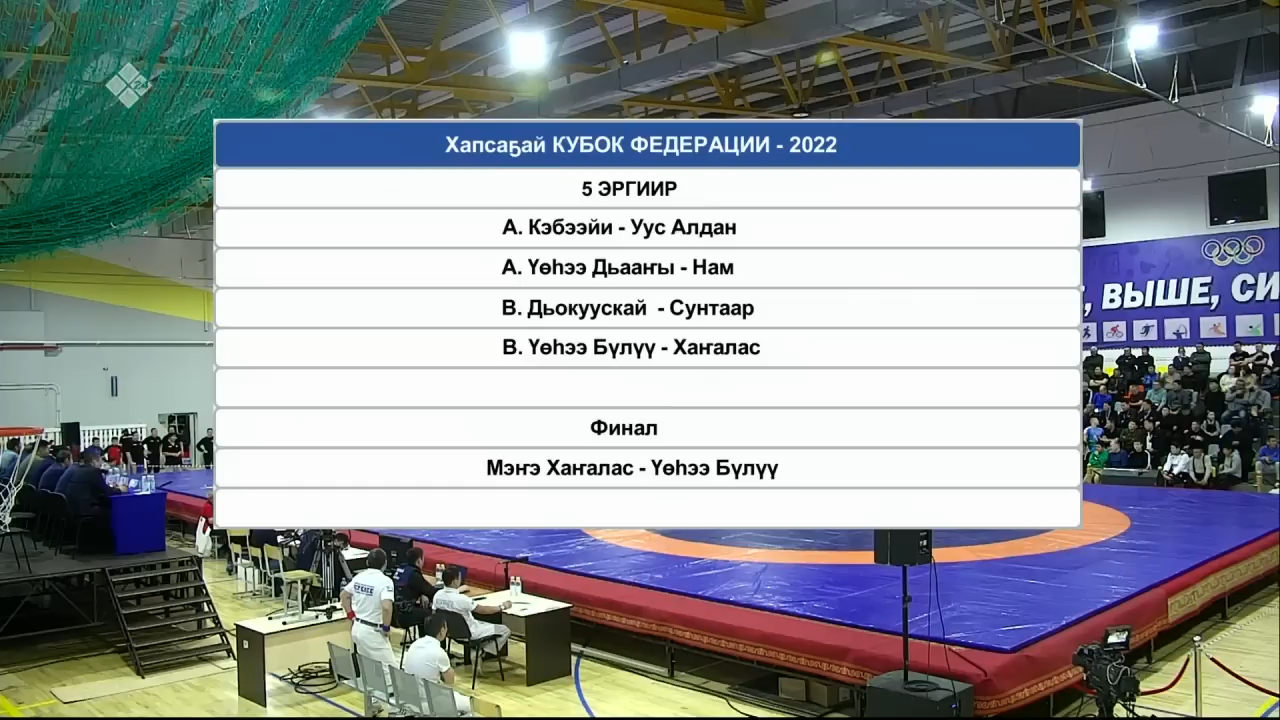 Хапсаҕай КУБОК ФЕДЕРАЦИИ - 2022
5 ЭРГИИР
А. Кэбээйи - Уус Алдан
А. Үөһээ Дьааҥы - Нам
В. Дьокуускай - Сунтаар
В. Үөһээ Бүлүү - Хаҥалас
Финал
Мэҥэ Хаҥалас - Үөһээ Бүлүү
, ВЫШЕ, СИ